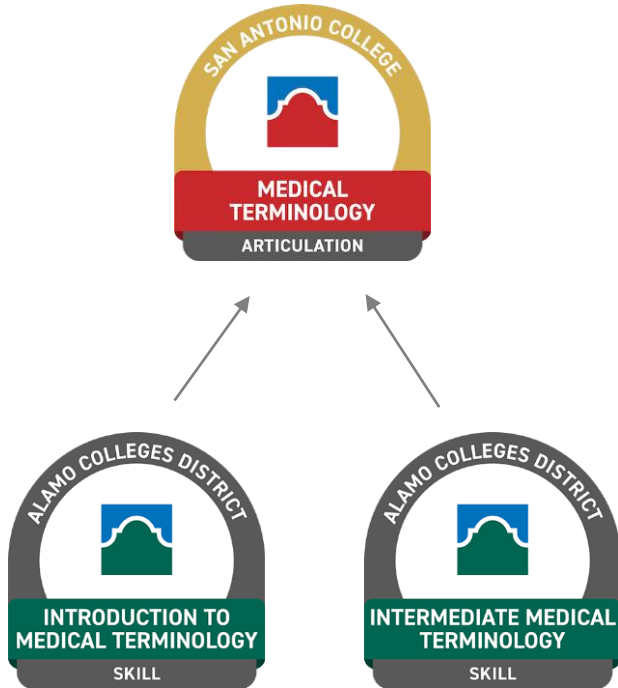 SAN ANTONIO COLLEGE
MEDICAL
TERMINOLOGY
ARTICULATION
ALAMO COLLEGES DISTRICT
INTRODUCTION TO
MEDICAL TERMINOLOGY
SKILL
ALAMO COLLEGES DISTRICT
INTERMEDIATE MEDICAL
TERMINOLOGY
SKILL